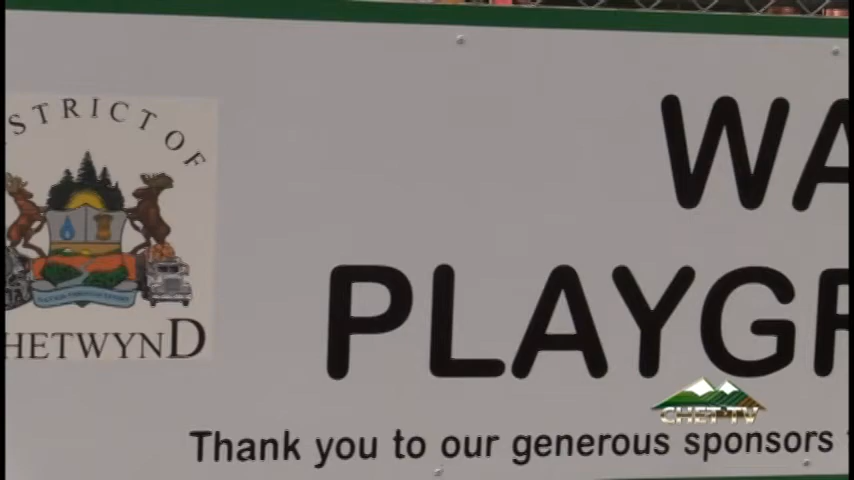 STRICT OF
HETWYND
WA
PLAYGR
Thank you to our generous sponsors
CHET TV